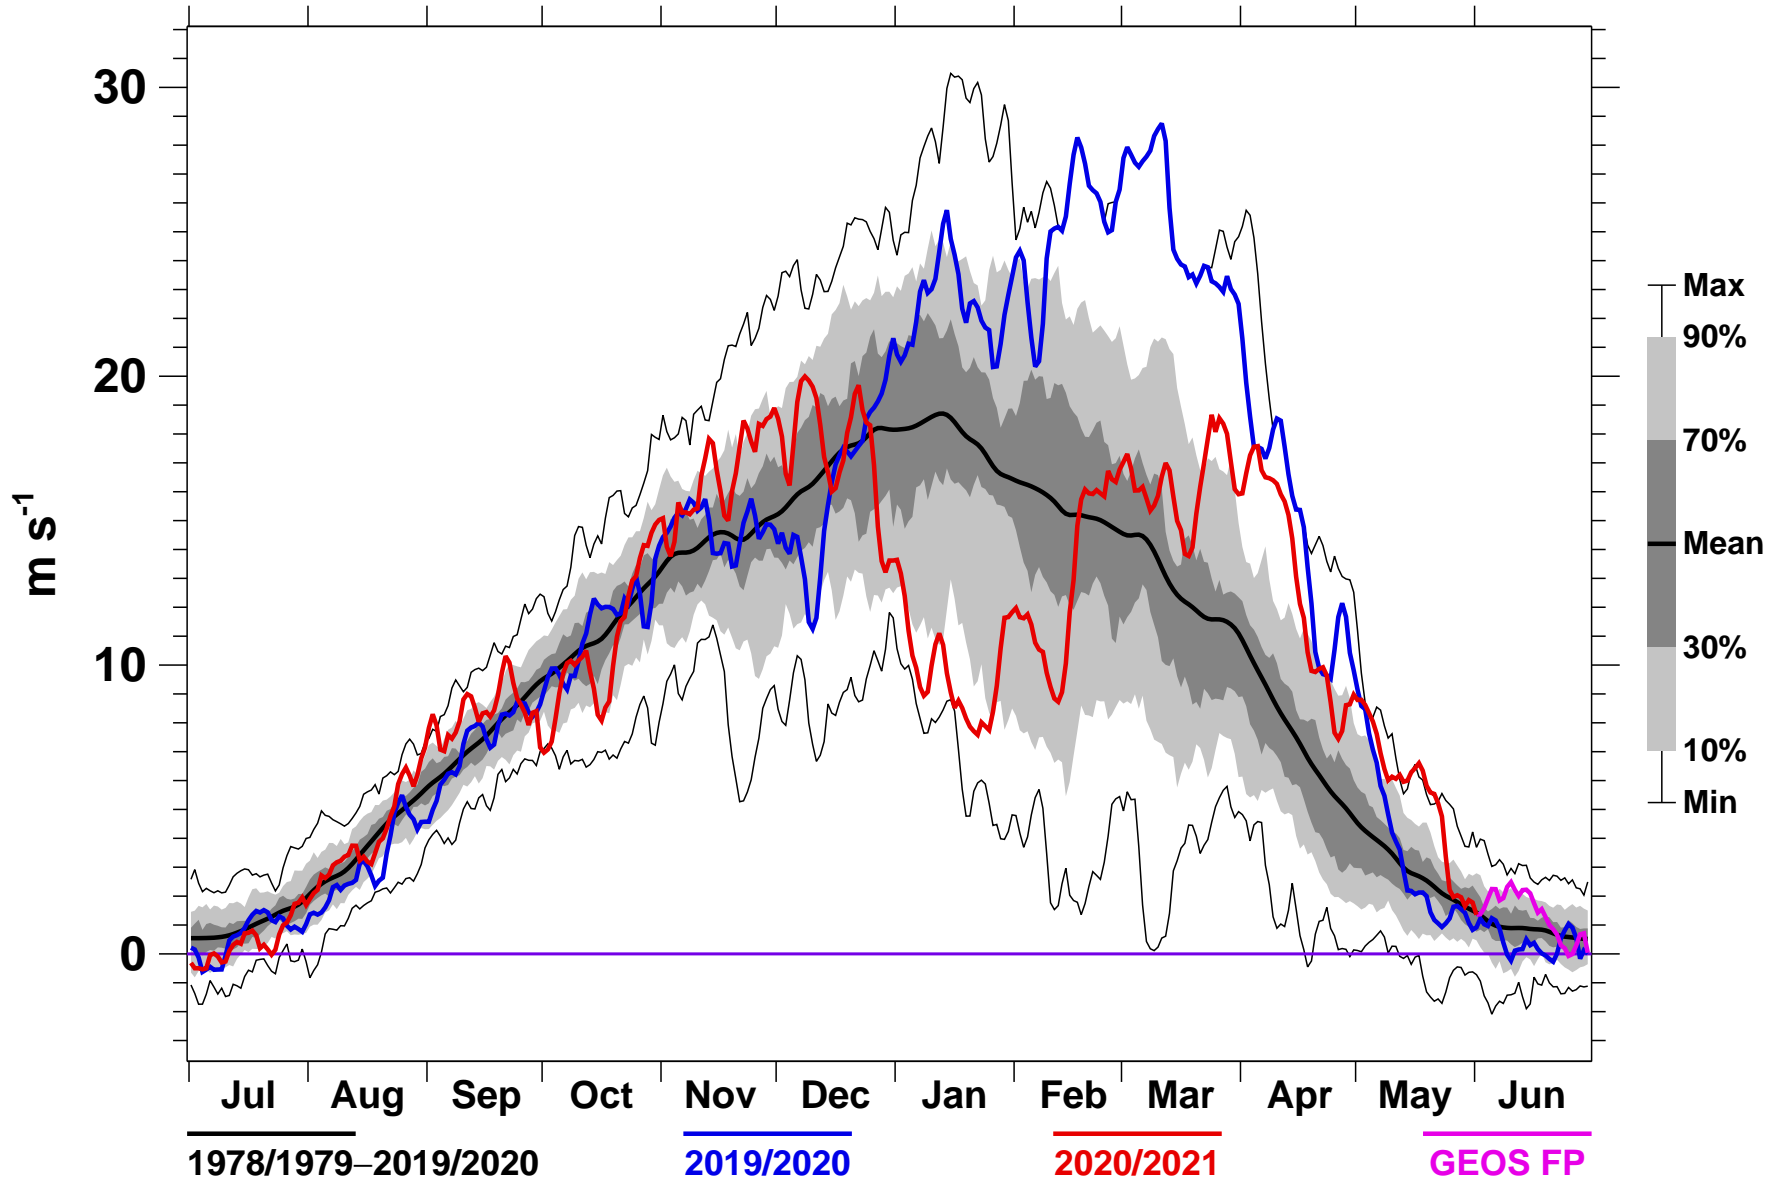 30
20
10
0
m s-1
Max
90%
70%
Mean
30%
10%
Min
Jul Aug Sep Oct Nov Dec Jan Feb Mar Apr May Jun
1978/1979–2019/2020 2019/2020 2020/2021 GEOS FP